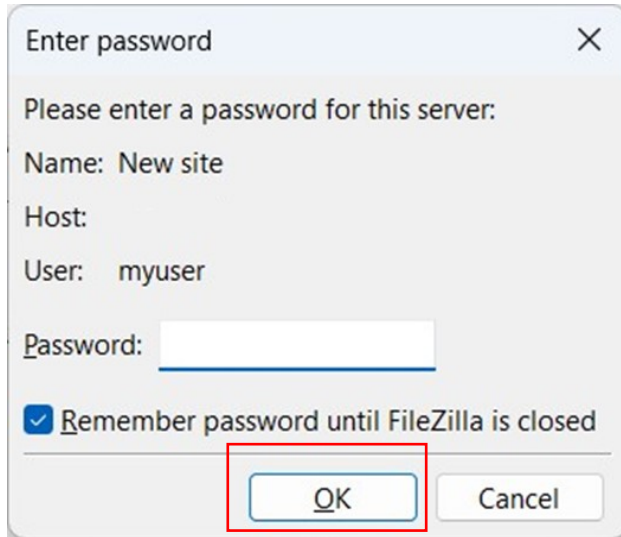 Enter password
Please enter a password for this server:
Name: New site
Host:
User: myuser
Password:
Remember password until FileZilla is closed
OK Cancel